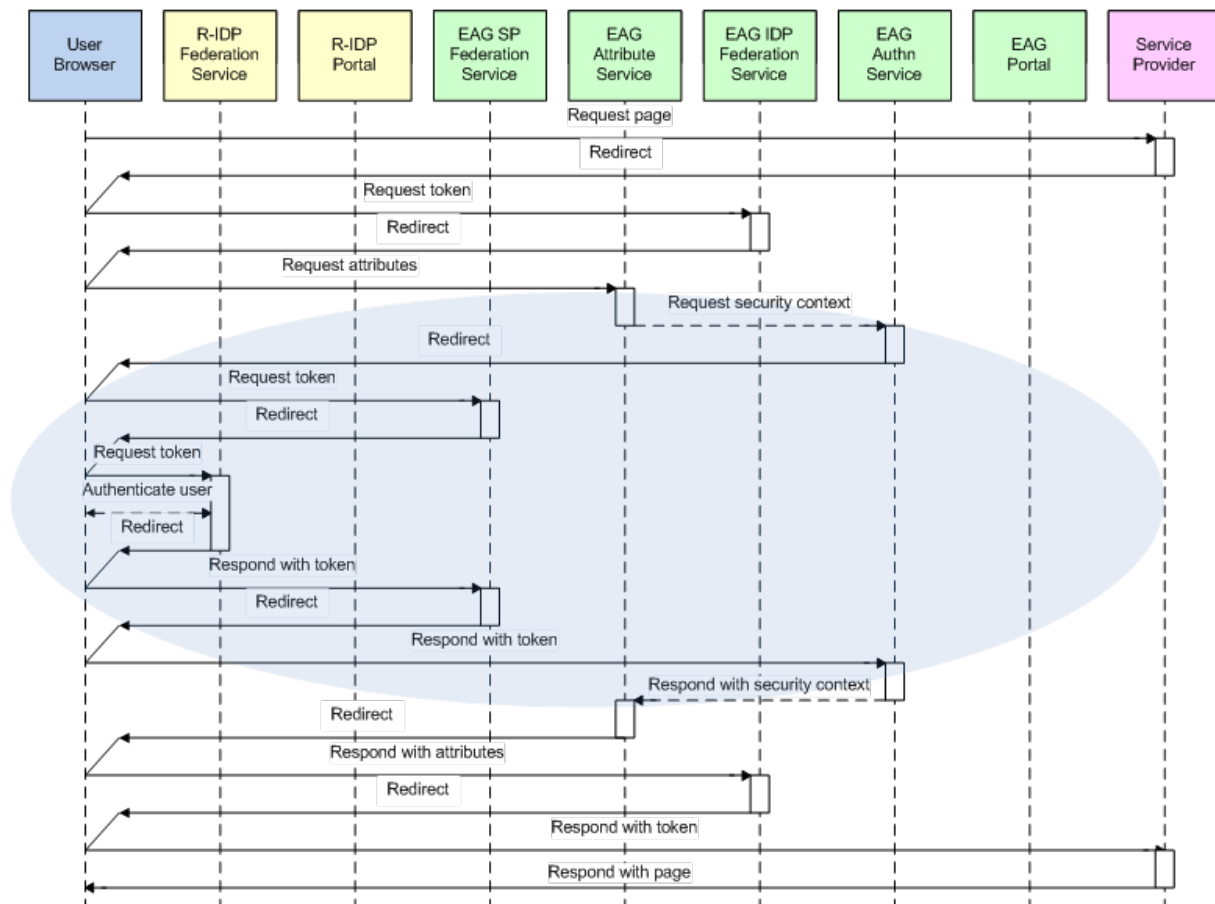 User
Browser
R-IDP
Federation
Service
R-IDP
Portal
EAG SP
Federation
Service
EAG
Attribute
Service
EAG IDP
Federation
Service
EAG
Authn
Service
EAG
Portal
Service
Provider
Request page
Redirect
Request token
Redirect
Request attributes
Request security context
Redirect
Request token
Redirect
Request token
Authenticate user
Redirect
Respond with token
Redirect
Respond with token
Respond with security context
Redirect
Respond with attributes
Redirect
Respond with token
Respond with page